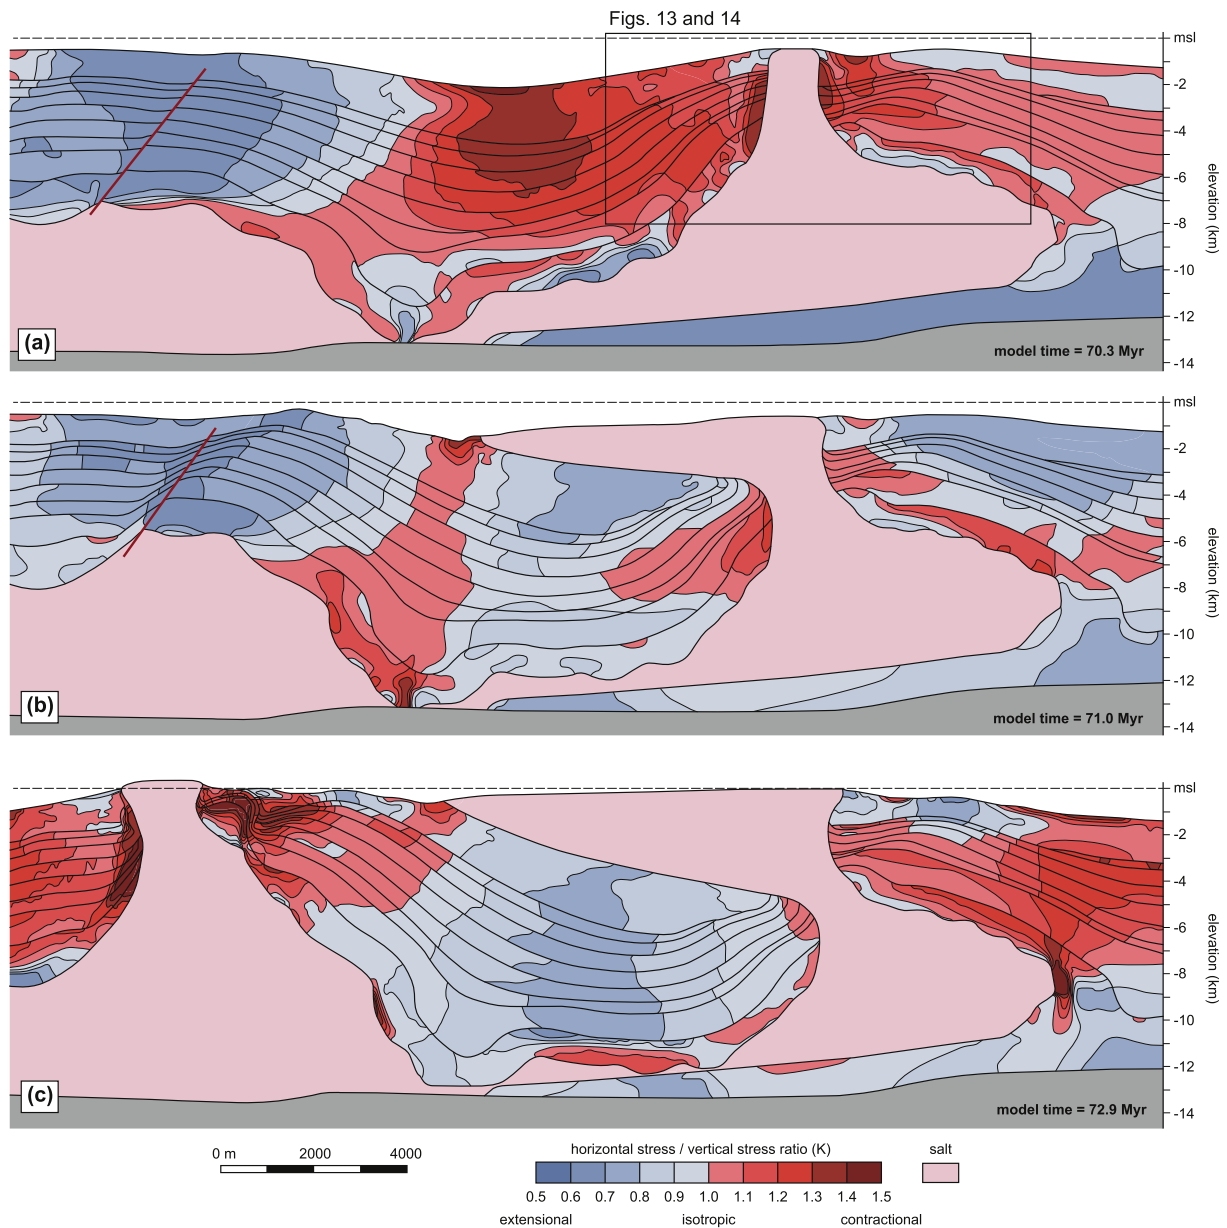 Figs. 13 and 14
msl
-2
-4
-6
-8
-10
-12
-14
elevation (km)
(a)
model time = 70.3 Myr
msl
-2
-4
-6
-8
-10
-12
-14
elevation (km)
(b)
model time = 71.0 Myr
msl
-2
-4
-6
-8
-10
-12
-14
elevation (km)
(c)
model time = 72.9 Myr
0 m 2000 4000
horizontal stress / vertical stress ratio (K)
0.5 0.6 0.7 0.8 0.9 1.0 1.1 1.2 1.3 1.4 1.5
extensional isotropic contractional
salt